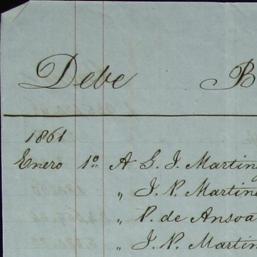 Debe B
1861
Enero 1º A S. J. Martin
" J. P. Martin
" P. de Ansoa
" J. P. Martin